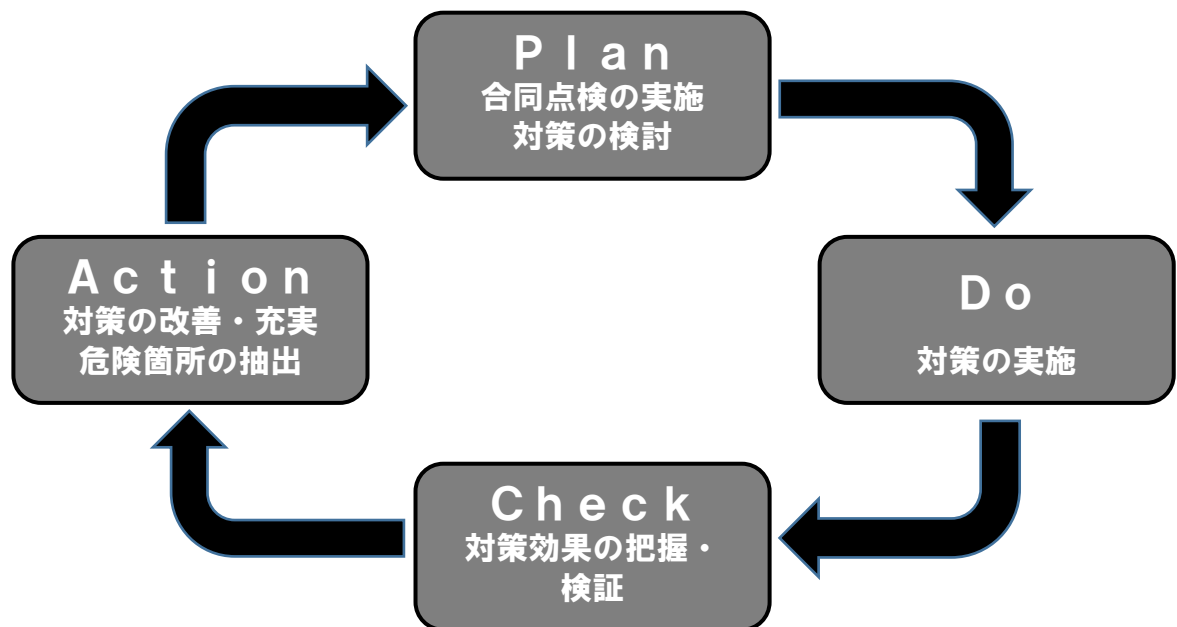 Ｐｌａｎ
合同点検の実施
対策の検討
Ｄｏ
対策の実施
Ｃｈｅｃｋ
対策効果の把握・
検証
Ａｃｔｉｏｎ
対策の改善・充実
危険箇所の抽出